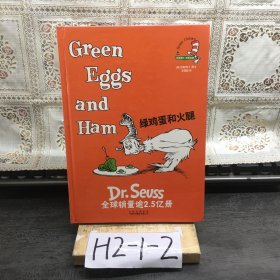 Green
Eggs
and
Ham
绿鸡蛋和火腿
Dr. Seuss
全球销量逾2.5亿册
H2-1-2